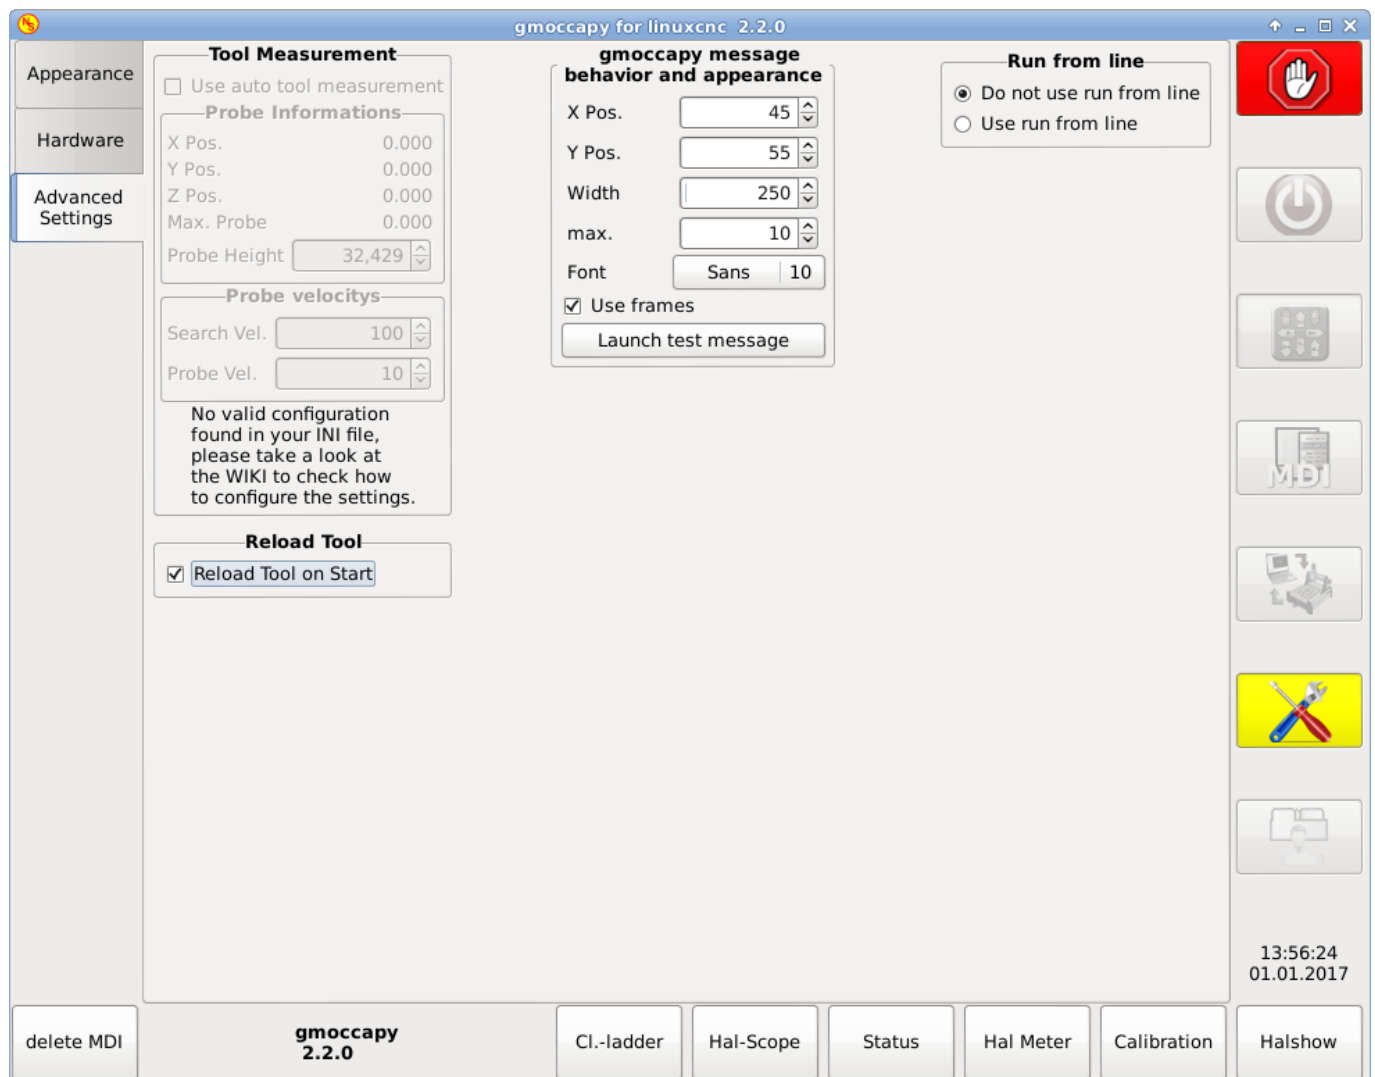 gmoccapy for linuxcnc 2.2.0
Appearance
Hardware
Advanced
Settings
Tool Measurement
Use auto tool measurement
Probe Informations
X Pos. 0.000
Y Pos. 0.000
Z Pos. 0.000
Max. Probe 0.000
Probe Height 32,429
Probe velocitys
Search Vel. 100
Probe Vel. 10
No valid configuration
found in your INI file,
please take a look at
the WIKI to check how
to configure the settings.
Reload Tool
Reload Tool on Start
gmoccapy message
behavior and appearance
X Pos. 45
Y Pos. 55
Width 250
max. 10
Font Sans 10
Use frames
Launch test message
Run from line
Do not use run from line
Use run from line
MDI
13:56:24
01.01.2017
delete MDI
gmoccapy
2.2.0
Cl.-ladder
Hal-Scope
Status
Hal Meter
Calibration
Halshow